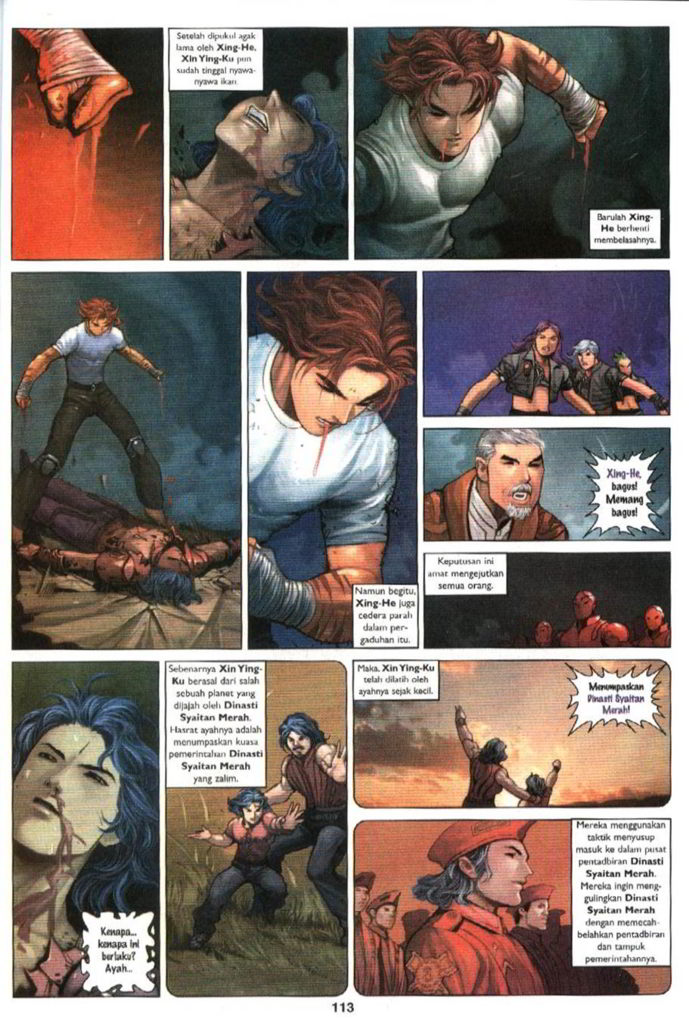 Setelah dipukul agak
lama oleh Xing-He,
Xin Ying-Ku pun
sudah tinggal nyawa-
nyawa ikan.
Barulah Xing-
He berhenti
membelasahnya.
Namun begitu,
Xing-He juga
cedera parah
dalam per-
gaduhan itu.
Xing-He,
bagus!
Memang
bagus!
Keputusan ini
amat mengejutkan
semua orang.
Kenapa...
kenapa ini
berlaku?
Ayah...
Sebenarnya Xin Ying-
Ku berasal dari salah
sebuah planet yang
dijajah oleh Dinasti
Syaitan Merah.
Hasrat ayahnya adalah
menumpaskan kuasa
pemerintahan Dinasti
Syaitan Merah
yang zalim.
Maka, Xin Ying-Ku
telah dilatih oleh
ayahnya sejak kecil.
Menumpaskan
Dinasti Syaitan
Merah!
Mereka menggunakan
taktik menyusup
masuk ke dalam pusat
pentadbiran Dinasti
Syaitan Merah.
Mereka ingin meng-
gulingkan Dinasti
Syaitan Merah
dengan memecah-
belahkan pentadbiran
dan tampuk
pemerintahannya.
113